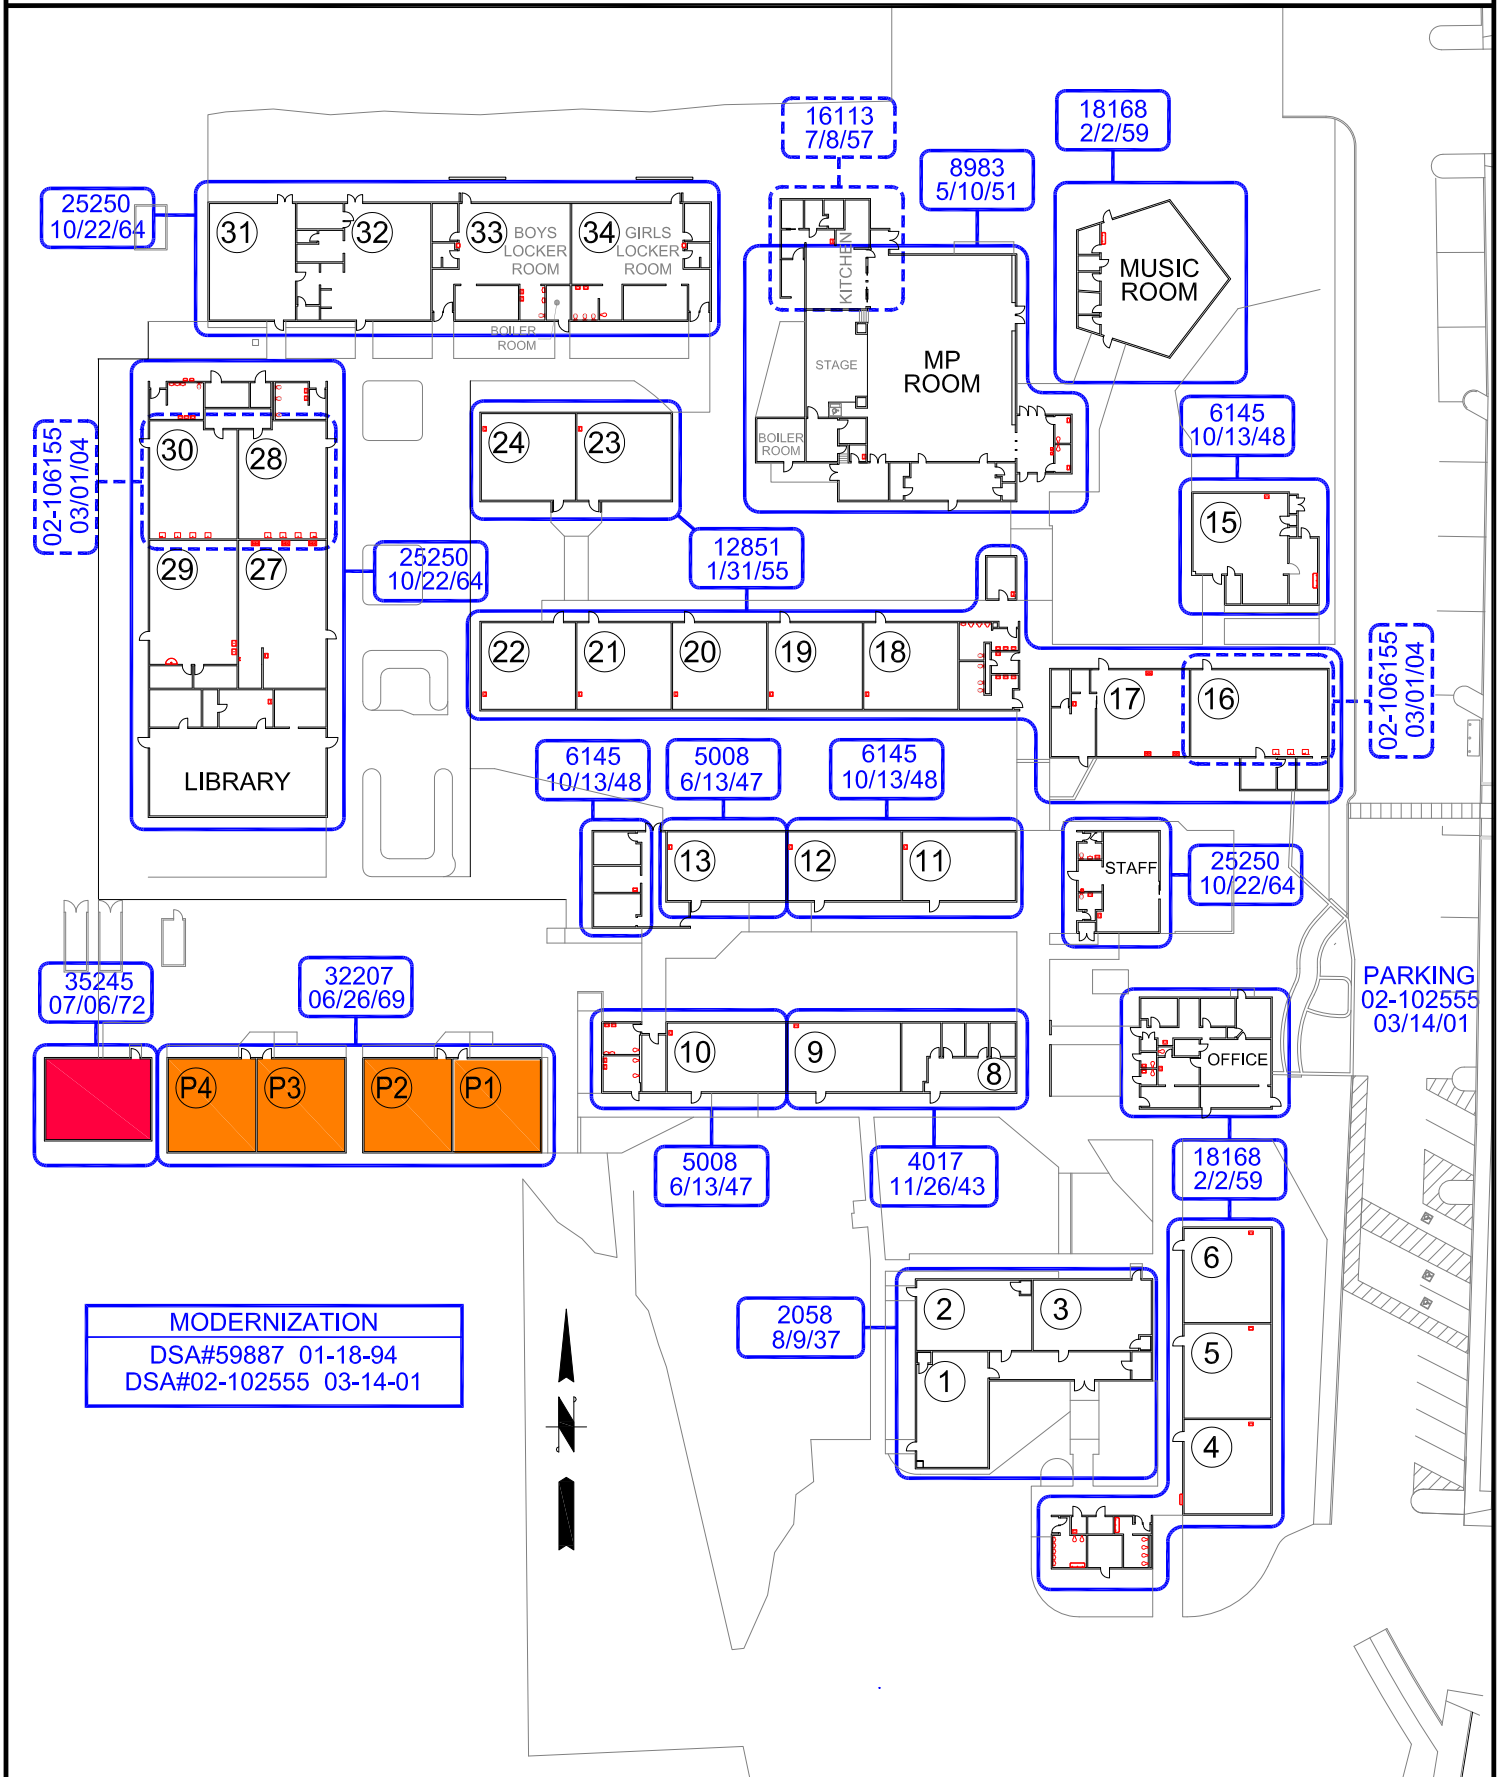 16113
7/8/57
18168
2/2/59
8983
5/10/51
25250
10/22/64
31
32
33
BOYS
LOCKER
ROOM
34
GIRLS
LOCKER
ROOM
BOILER
ROOM
KITCHEN
STAGE
MP
ROOM
BOILER
ROOM
MUSIC
ROOM
6145
10/13/48
15
02-106155
03/01/04
30
28
29
27
LIBRARY
25250
10/22/64
24
23
12851
1/31/55
22
21
20
19
18
17
16
02-106155
03/01/04
6145
10/13/48
5008
6/13/47
6145
10/13/48
13
12
11
STAFF
25250
10/22/64
35245
07/06/72
32207
06/26/69
P4
P3
P2
P1
10
9
8
OFFICE
PARKING
02-102555
03/14/01
5008
6/13/47
4017
11/26/43
18168
2/2/59
2058
8/9/37
2
3
1
6
5
4
MODERNIZATION
DSA#59887 01-18-94
DSA#02-102555 03-14-01
N